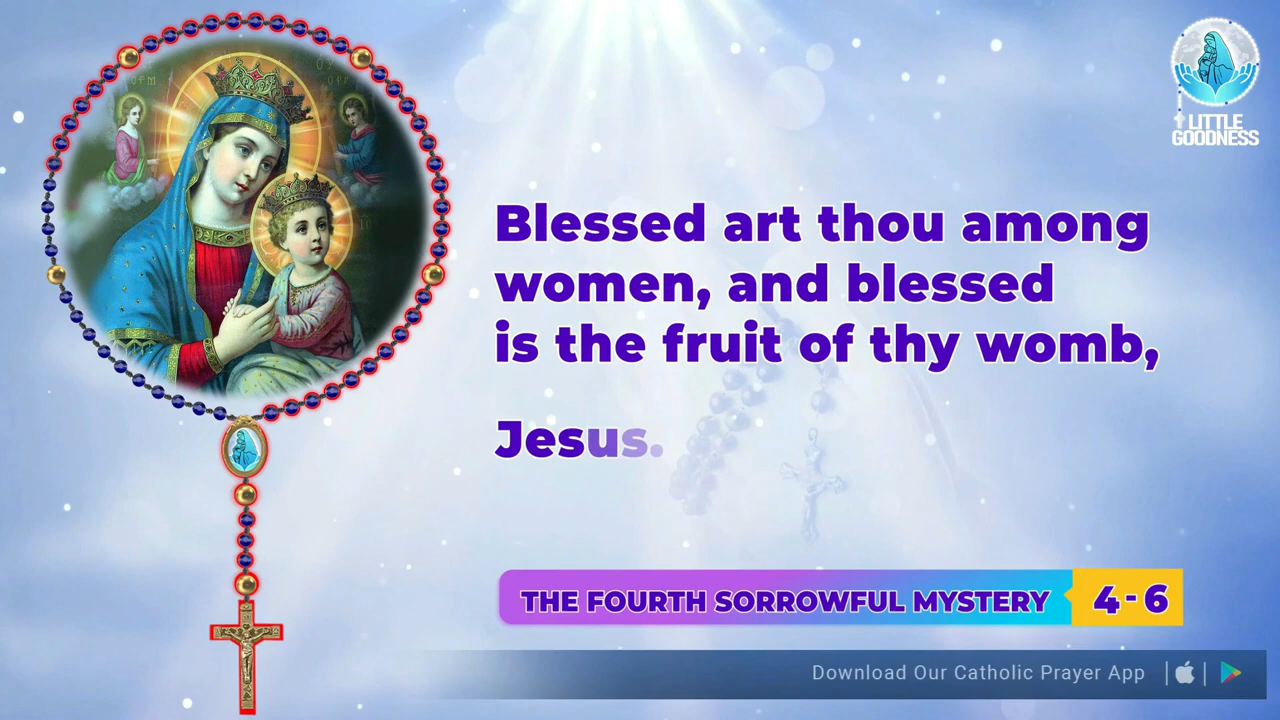 LITTLE
GOODNESS
Blessed art thou among
women, and blessed
is the fruit of thy womb,
Jesus.
THE FOURTH SORROWFUL MYSTERY 4-6
Download Our Catholic Prayer App